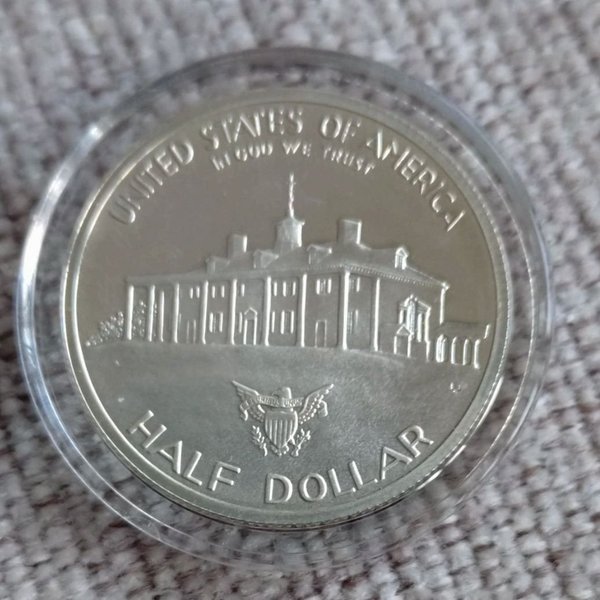 UNITED STATES OF AMERICA
IN GOD WE TRUST
HALF DOLLAR